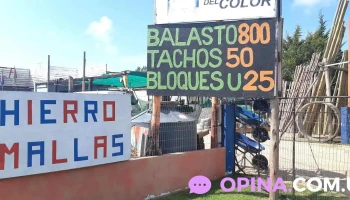 DEL COLOR
BALASTO 800
TACHOS 50
BLOQUES U 25
HIERRO
MALLAS
OPINA.COM.U